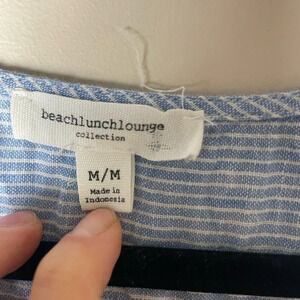 beachlunchlounge
collection
M/M
Made in
Indonesia